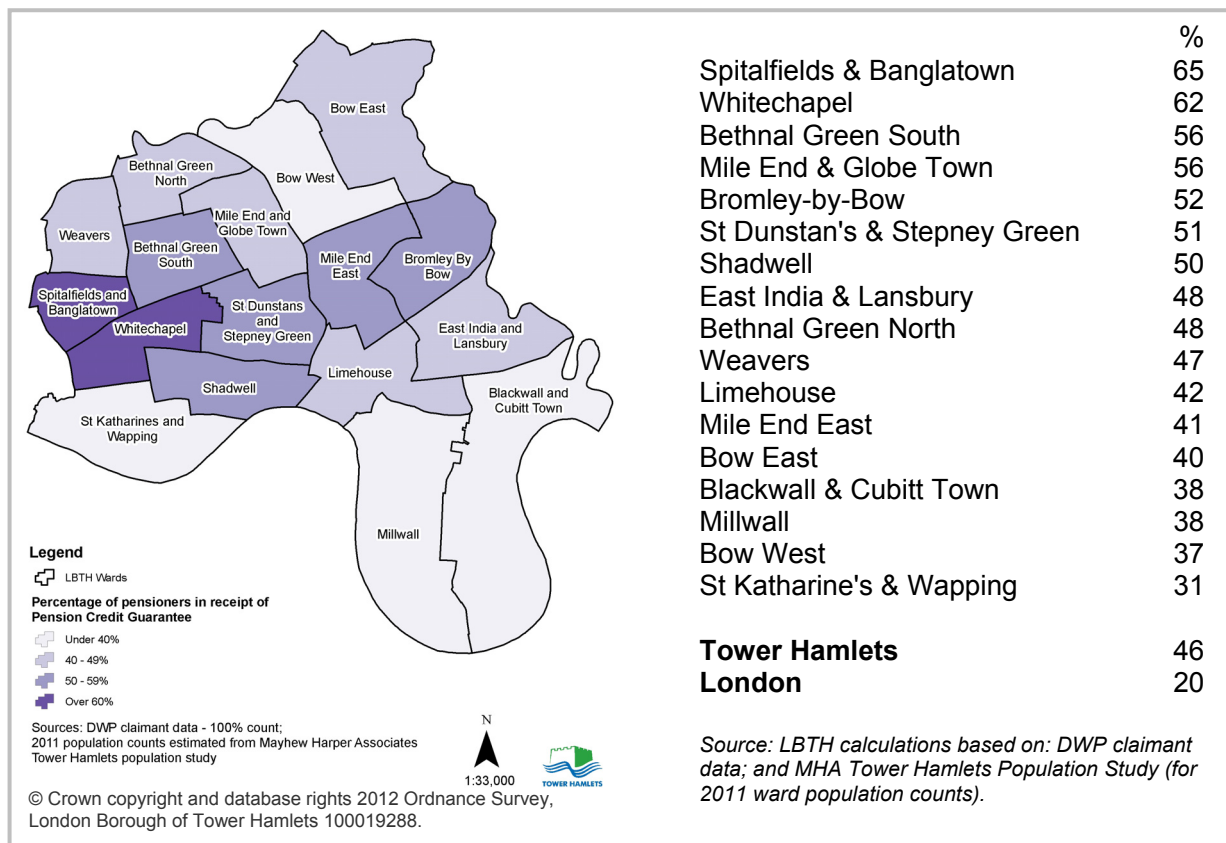 Bow East
Bethnal Green
North
Bow West
Mile End and
Globe Town
Weavers
Bethnal Green
South
Mile End
East
Bromley By
Bow
Spitalfields and
Banglatown
Whitechapel
St Dunstans
and
Stepney Green
East India and
Lansbury
Limehouse
Shadwell
Blackwall and
Cubitt Town
St Katharines and
Wapping
Millwall
Legend
LBTH Wards
Percentage of pensioners in receipt of
Pension Credit Guarantee
Under 40%
40 - 49%
50 - 59%
Over 60%
Sources: DWP claimant data - 100% count;
2011 population counts estimated from Mayhew Harper Associates
Tower Hamlets population study
N
1:33,000
TOWER HAMLETS
© Crown copyright and database rights 2012 Ordnance Survey,
London Borough of Tower Hamlets 100019288.
%
Spitalfields & Banglatown 65
Whitechapel 62
Bethnal Green South 56
Mile End & Globe Town 56
Bromley-by-Bow 52
St Dunstan's & Stepney Green 51
Shadwell 50
East India & Lansbury 48
Bethnal Green North 48
Weavers 47
Limehouse 42
Mile End East 41
Bow East 40
Blackwall & Cubitt Town 38
Millwall 38
Bow West 37
St Katharine's & Wapping 31
Tower Hamlets 46
London 20
Source: LBTH calculations based on: DWP claimant
data; and MHA Tower Hamlets Population Study (for
2011 ward population counts).